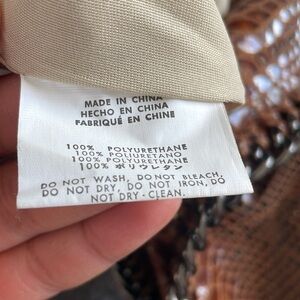 MADE IN CHINA
HECHO EN CHINA
FABRIQUÉ EN CHINE
100% POLYURETHANE
100% POLIURETANO
100% POLYURETHANE
100% ポリウレタン
DO NOT WASH, DO NOT BLEACH,
DO NOT DRY, DO NOT IRON, DO
NOT DRY-CLEAN.